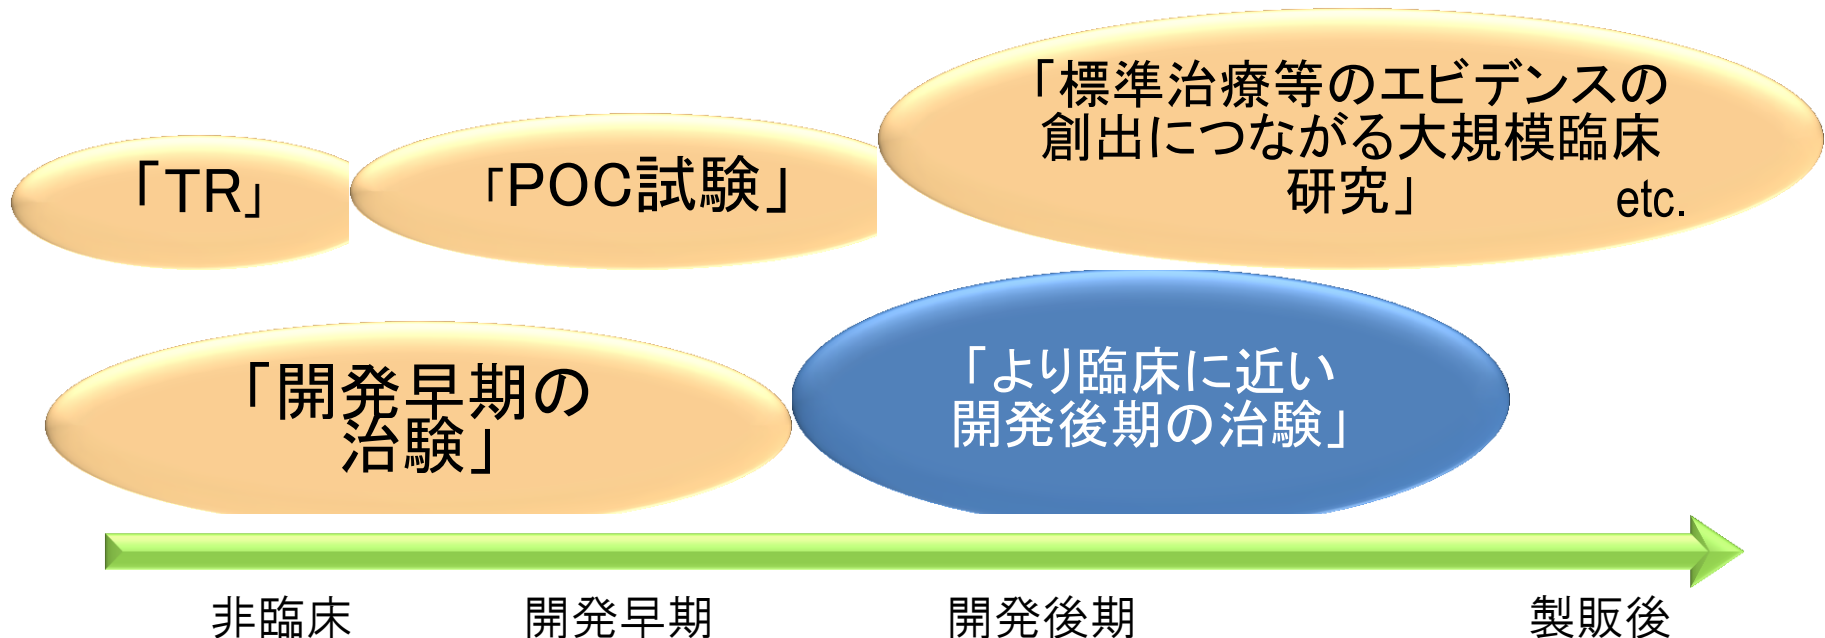 「TR」
「POC試験」
「標準治療等のエビデンスの
創出につながる大規模臨床
研究」
etc.
「開発早期の
治験」
「より臨床に近い
開発後期の治験」
非臨床
開発早期
開発後期
製販後